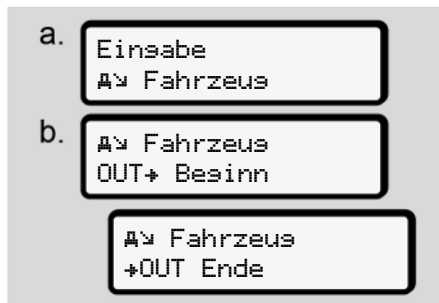 a.
Eingabe
Fahrzeug
b.
Fahrzeug
OUT→ Beginn
Fahrzeug
→OUT Ende